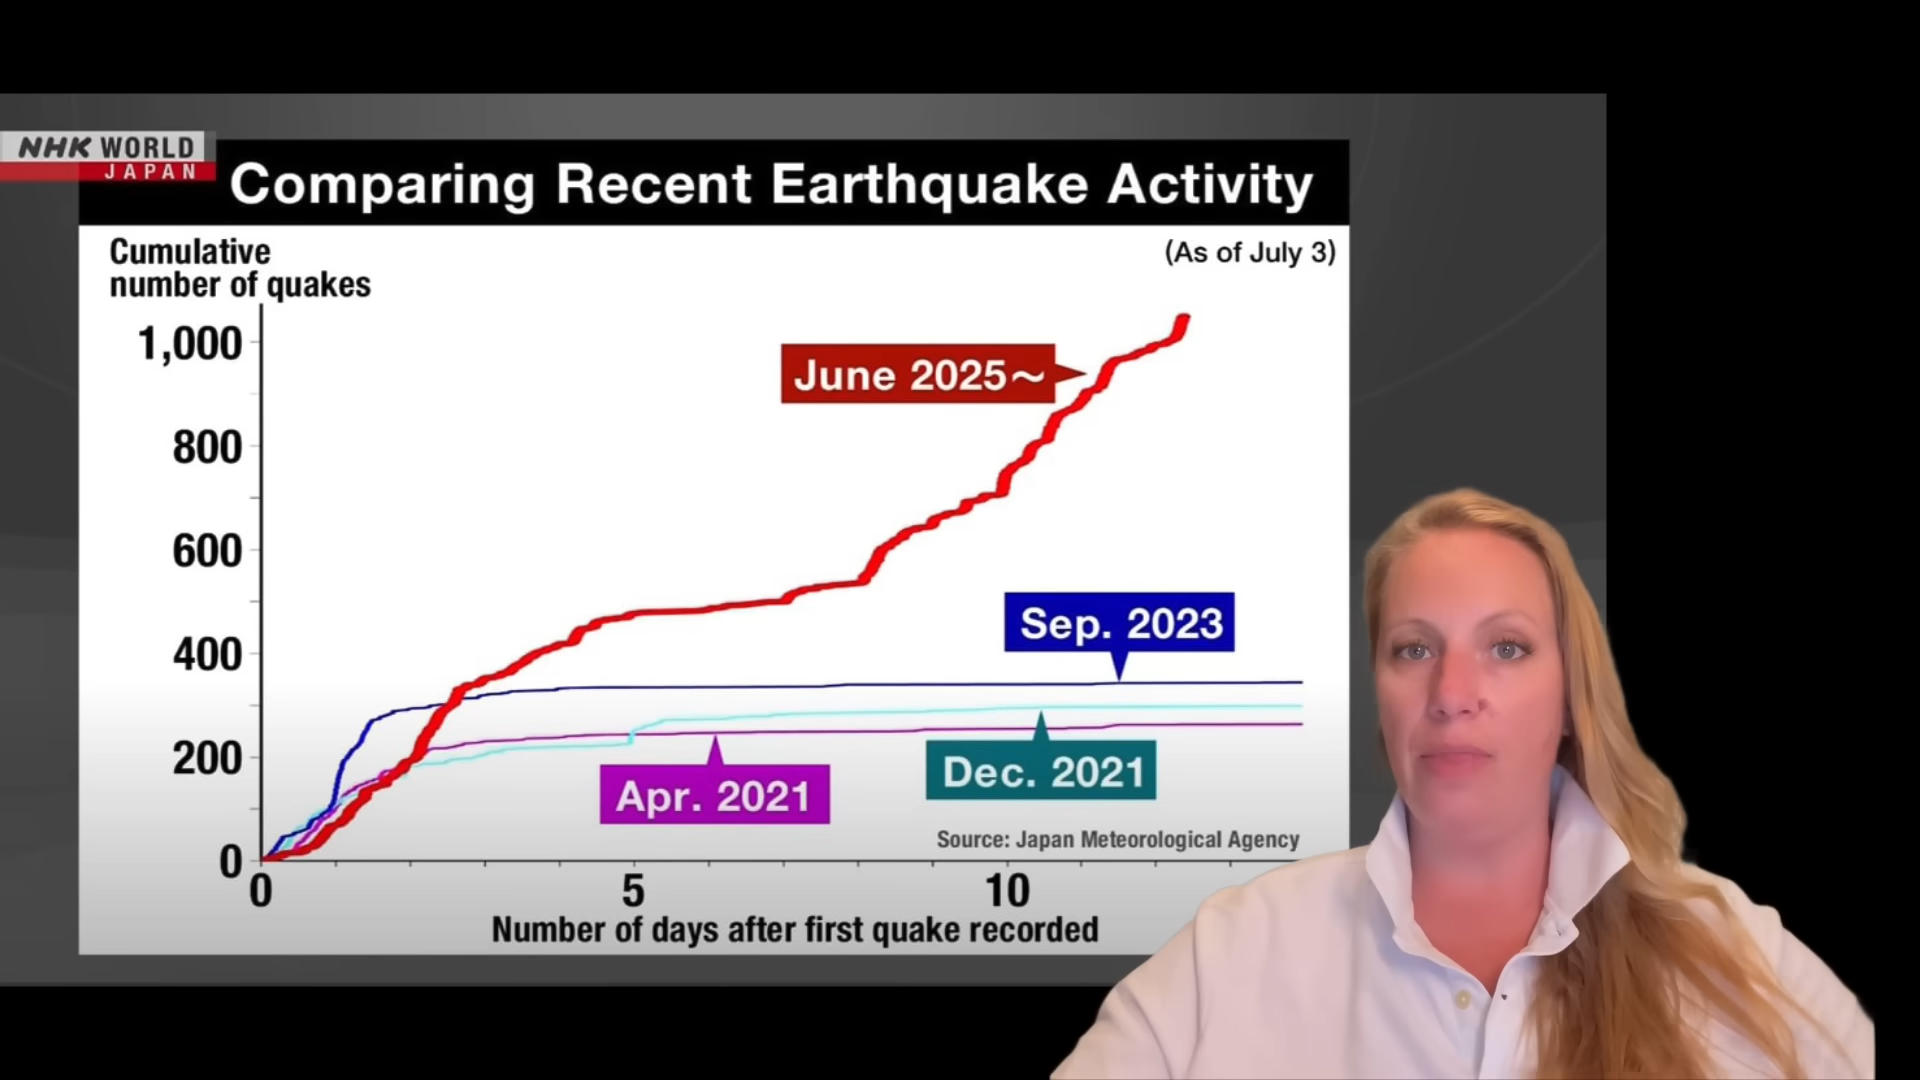 NHK WORLD
JAPAN
Comparing Recent Earthquake Activity
Cumulative
number of quakes
(As of July 3)
1,000
800
600
400
200
0
June 2025~
Sep. 2023
Apr. 2021
Dec. 2021
Source: Japan Meteorological Agency
0
5
10
Number of days after first quake recorded